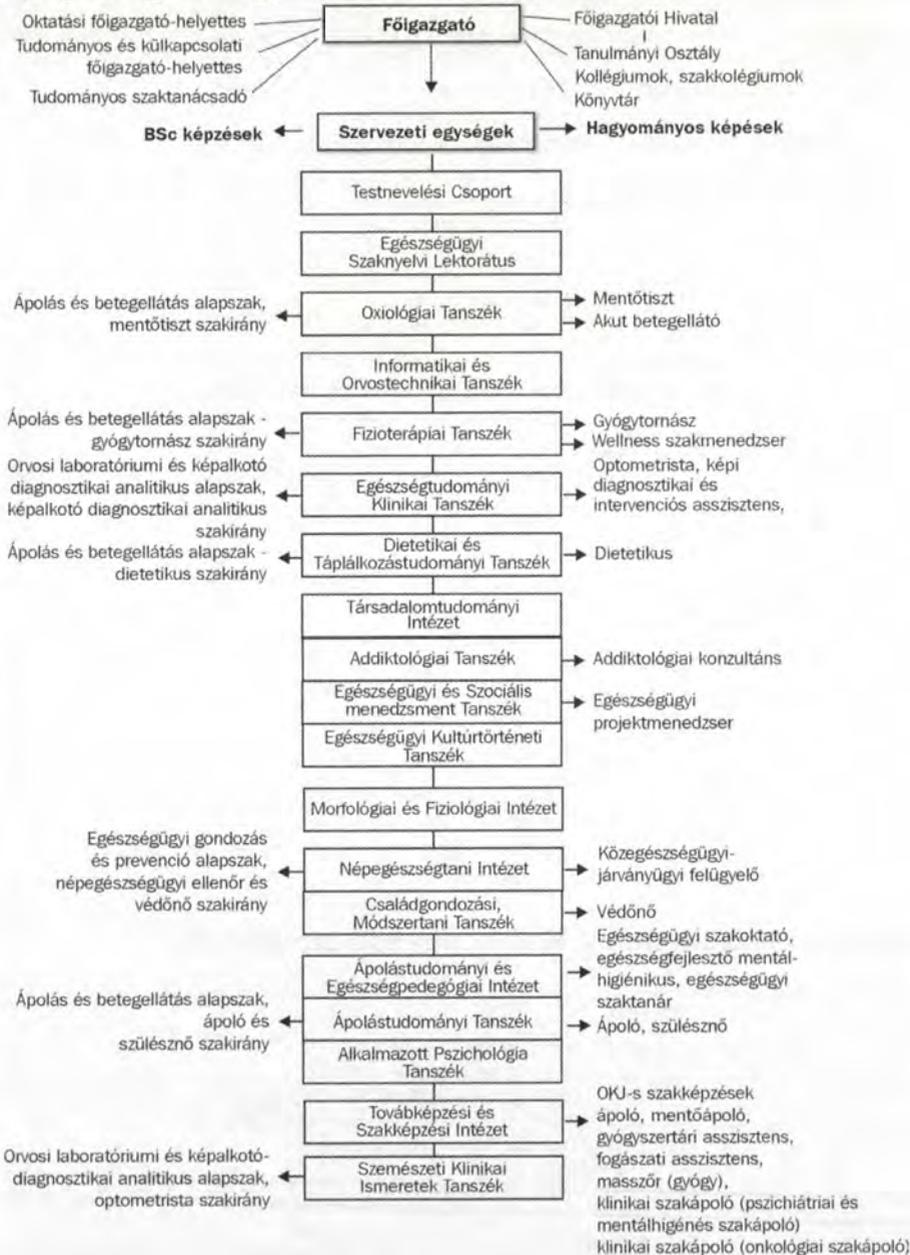 Oktatási főigazgató-helyettes
Tudományos és külkapcsolati
főigazgató-helyettes
Tudományos szaktanácsadó
Főigazgató
Főigazgatói Hivatal
Tanulmányi Osztály
Kollégiumok, szakkolégiumok
Könyvtár
BSc képzések
Szervezeti egységek
Hagyományos képések
Testnevelési Csoport
Egészségügyi
Szaknyelvi Lektorátus
Ápolás és betegellátás alapszak,
mentőtiszt szakirány
Oxiológiai Tanszék
Mentőtiszt
Akut betegellátó
Informatikai és
Orvostechnikai Tanszék
Ápolás és betegellátás alapszak -
gyógytornász szakirány
Fizioterápiai Tanszék
Gyógytornász
Wellness szakmenedzser
Orvosi laboratóriumi és képalkotó
diagnosztikai analitikus alapszak,
képalkotó diagnosztikai analitikus
szakirány
Egészségtudományi
Klinikai Tanszék
Optometrista, képi
diagnosztikai és
intervenciós asszisztens,
Ápolás és betegellátás alapszak -
dietetikus szakirány
Dietetikai és
Táplálkozástudományi Tanszék
Dietetikus
Társadalomtudományi
Intézet
Addiktológiai Tanszék
Addiktológiai konzultáns
Egészségügyi és Szociális
menedzsment Tanszék
Egészségügyi
projektmenedzser
Egészségügyi Kultúrtörténeti
Tanszék
Morfológiai és Fiziológiai Intézet
Egészségügyi gondozás
és prevenció alapszak,
népegészségügyi ellenőr és
védőnő szakirány
Népegészségtani Intézet
Közegészségügyi-
járványügyi felügyelő
Családgondozási,
Módszertani Tanszék
Védőnő
Ápolástudományi és
Egészségpedegógiai Intézet
Egészségügyi szakoktató,
egészségfejlesztő mentál-
higiénikus, egészségügyi
szaktanár
Ápolás és betegellátás alapszak,
ápoló és
szülésznő szakirány
Ápolástudományi Tanszék
Ápoló, szülésznő
Alkalmazott Pszichológia
Tanszék
Továbképzési és
Szakképzési Intézet
OKJ-s szakképzések
ápoló, mentőápoló,
gyógyszertári asszisztens,
fogászati asszisztens,
masszőr (gyógy),
klinikai szakápoló (pszichiátriai és
mentálhigénés szakápoló)
klinikai szakápoló (onkológiai szakápoló)
Orvosi laboratóriumi és képalkotó-
diagnosztikai analitikus alapszak,
optometrista szakirány
Szemészeti Klinikai
Ismeretek Tanszék